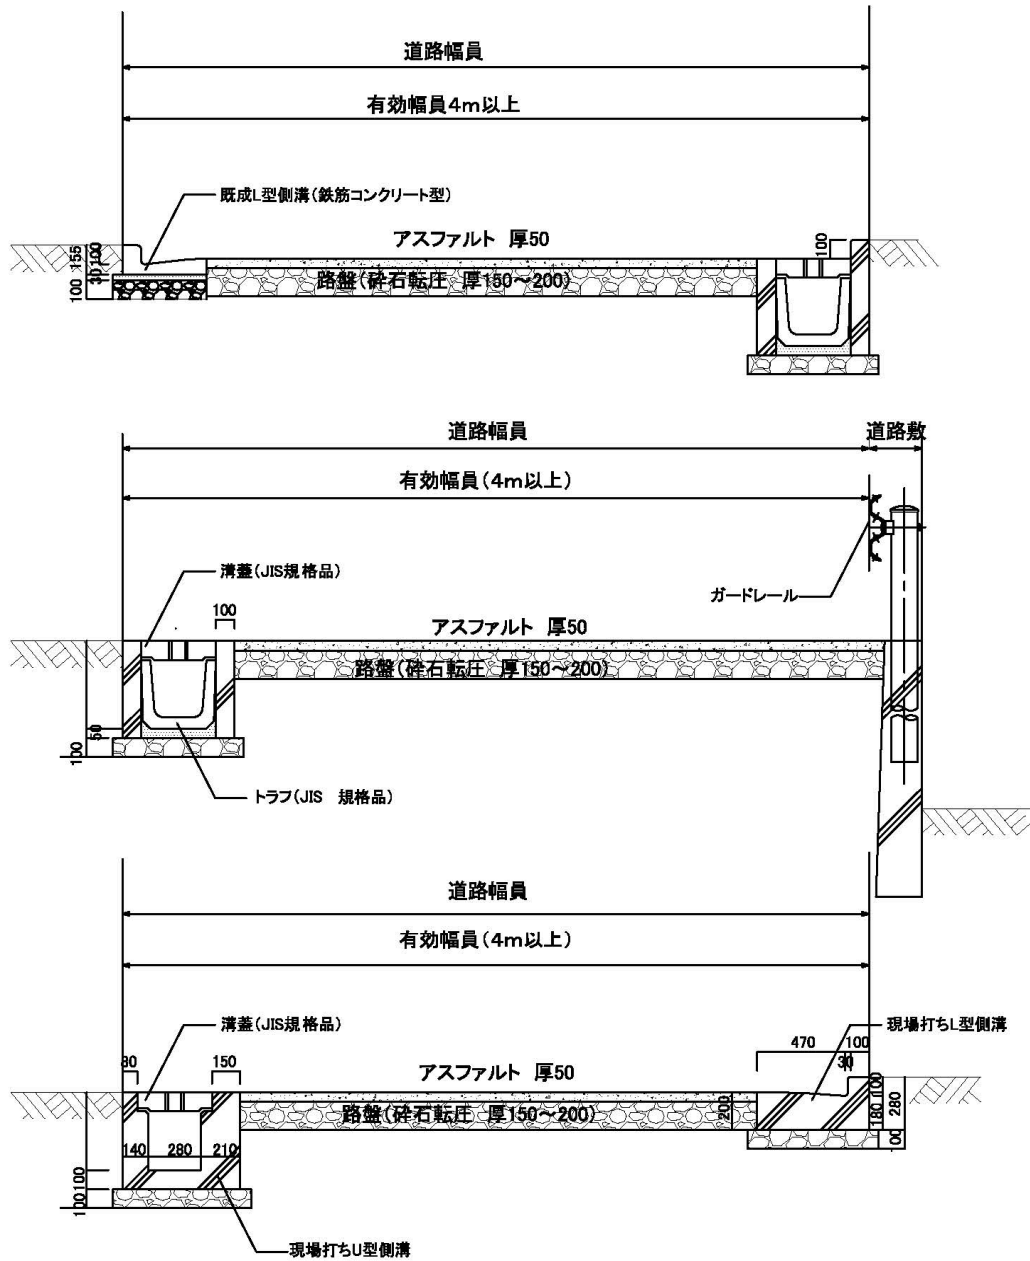 道路幅員
有効幅員4m以上
既成L型側溝(鉄筋コンクリート型)
アスファルト 厚50
路盤(砕石転圧 厚150～200)
155
100
30
100
100
道路幅員
道路敷
有効幅員(4m以上)
溝蓋(JIS規格品)
ガードレール
100
アスファルト 厚50
路盤(砕石転圧 厚150～200)
50
100
トラフ(JIS 規格品)
道路幅員
有効幅員(4m以上)
溝蓋(JIS規格品)
現場打ちL型側溝
80
150
アスファルト 厚50
470
100
30
路盤(砕石転圧 厚150～200)
200
100
180
280
100
140
280
210
100
100
現場打ちU型側溝